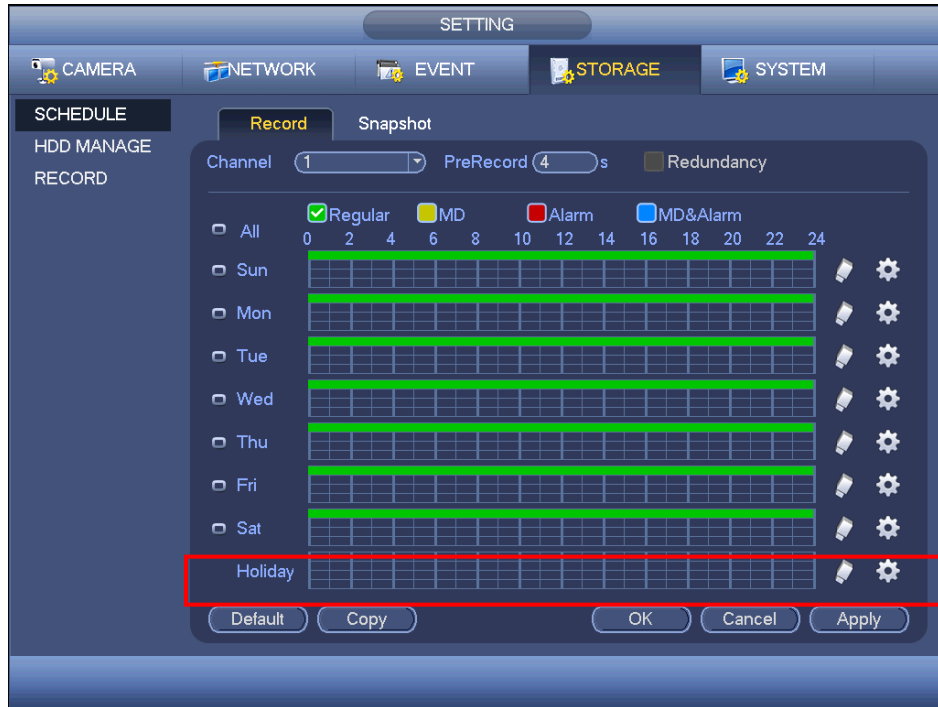 SETTING
CAMERA NETWORK EVENT STORAGE SYSTEM
SCHEDULE
HDD MANAGE
RECORD
Record Snapshot
Channel 1 PreRecord 4 s Redundancy
Regular MD Alarm MD&Alarm
All 0 2 4 6 8 10 12 14 16 18 20 22 24
Sun
Mon
Tue
Wed
Thu
Fri
Sat
Holiday
Default Copy OK Cancel Apply